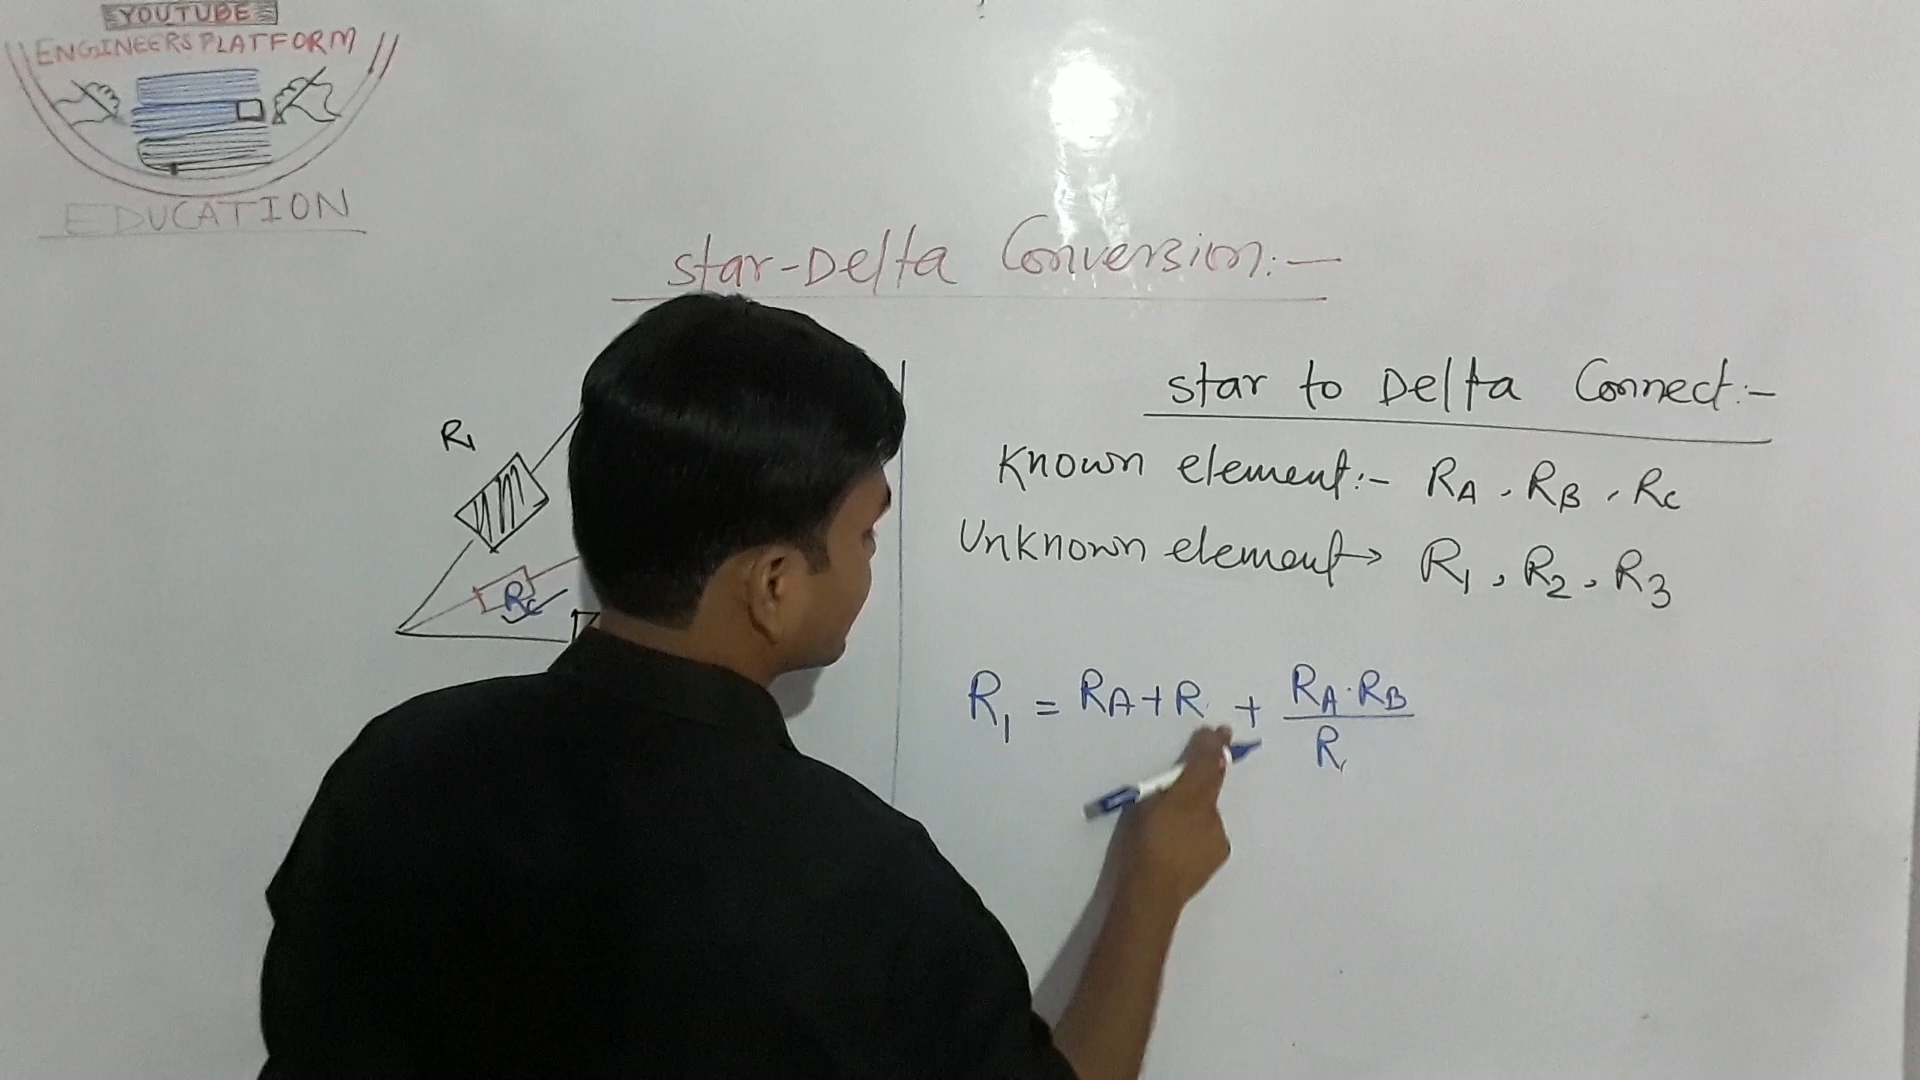 YOUTUBE
ENGINEERS PLATFORM
EDUCATION
Star-Delta Conversion:-
R1
Rc
Star to Delta Connect:-
Known element:- RA, RB, Rc
Unknown element→ R1, R2, R3
R1 = RA+R + RA·RB
R